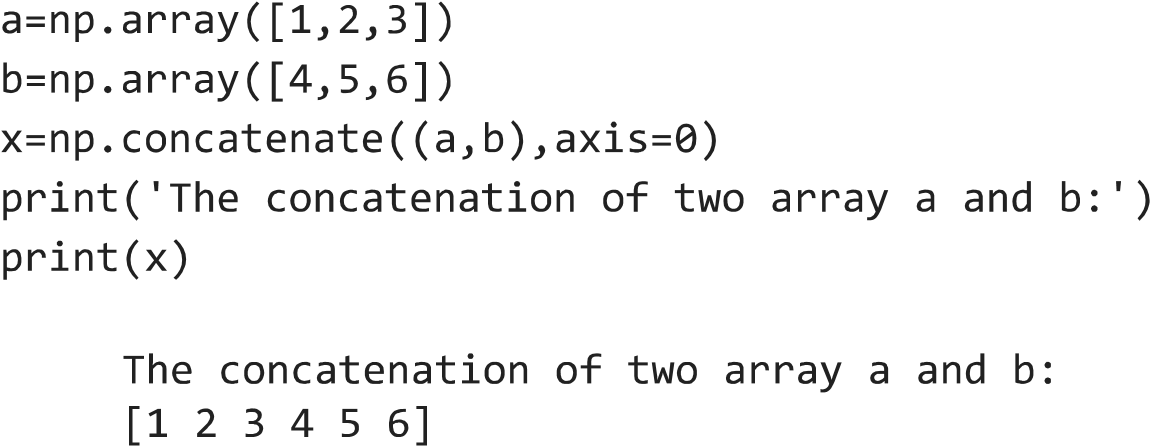 a=np.array([1,2,3])
b=np.array([4,5,6])
x=np.concatenate((a,b),axis=0)
print('The concatenation of two array a and b:')
print(x)
The concatenation of two array a and b:
[1 2 3 4 5 6]